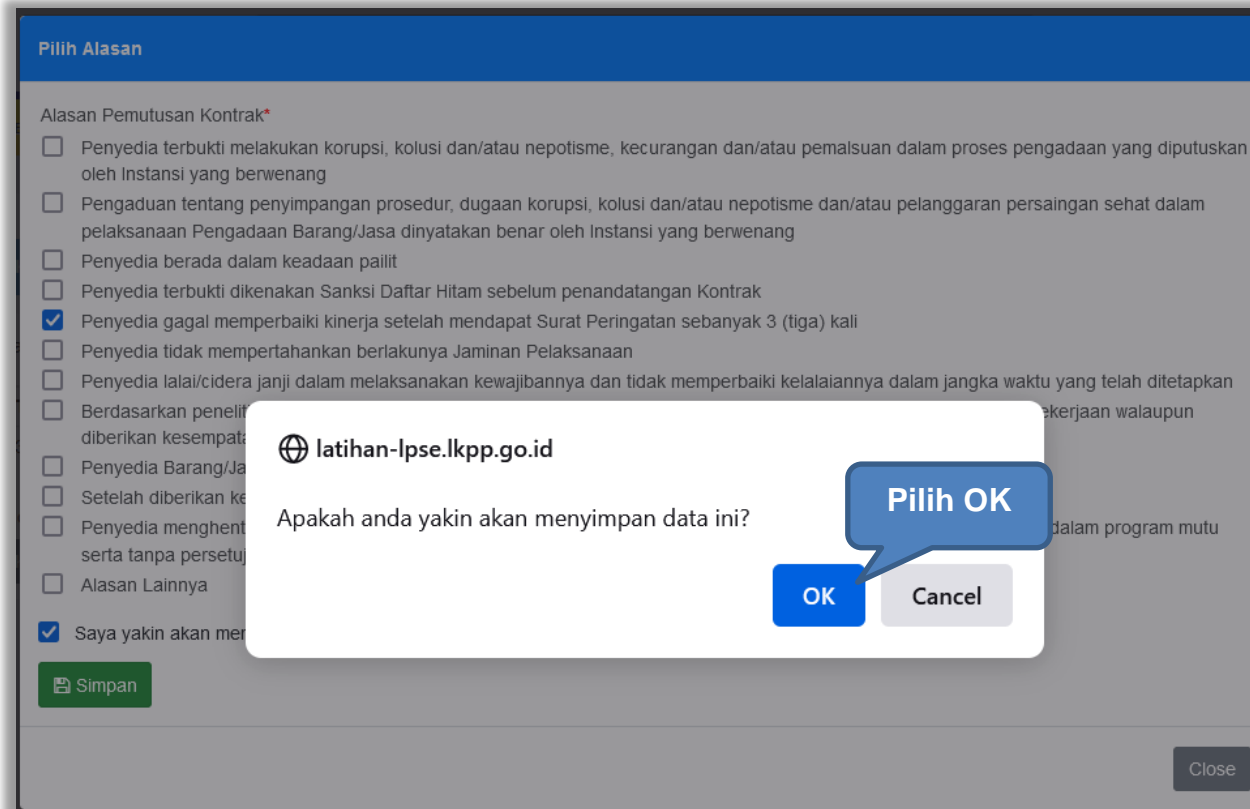 Pilih Alasan
Alasan Pemutusan Kontrak*
Penyedia terbukti melakukan korupsi, kolusi dan/atau nepotisme, kecurangan dan/atau pemalsuan dalam proses pengadaan yang diputuskan
oleh Instansi yang berwenang
Pengaduan tentang penyimpangan prosedur, dugaan korupsi, kolusi dan/atau nepotisme dan/atau pelanggaran persaingan sehat dalam
pelaksanaan Pengadaan Barang/Jasa dinyatakan benar oleh Instansi yang berwenang
Penyedia berada dalam keadaan pailit
Penyedia terbukti dikenakan Sanksi Daftar Hitam sebelum penandatangan Kontrak
Penyedia gagal memperbaiki kinerja setelah mendapat Surat Peringatan sebanyak 3 (tiga) kali
Penyedia tidak mempertahankan berlakunya Jaminan Pelaksanaan
Penyedia lalai/cidera janji dalam melaksanakan kewajibannya dan tidak memperbaiki kelalaiannya dalam jangka waktu yang telah ditetapkan
Berdasarkan penelit ekerjaan walaupun
diberikan kesempata
Penyedia Barang/Ja
Setelah diberikan ke
Penyedia menghent dalam program mutu
serta tanpa persetuj
Alasan Lainnya
Saya yakin akan mer
Simpan
Close
latihan-lpse.lkpp.go.id
Apakah anda yakin akan menyimpan data ini?
Pilih OK
OK Cancel